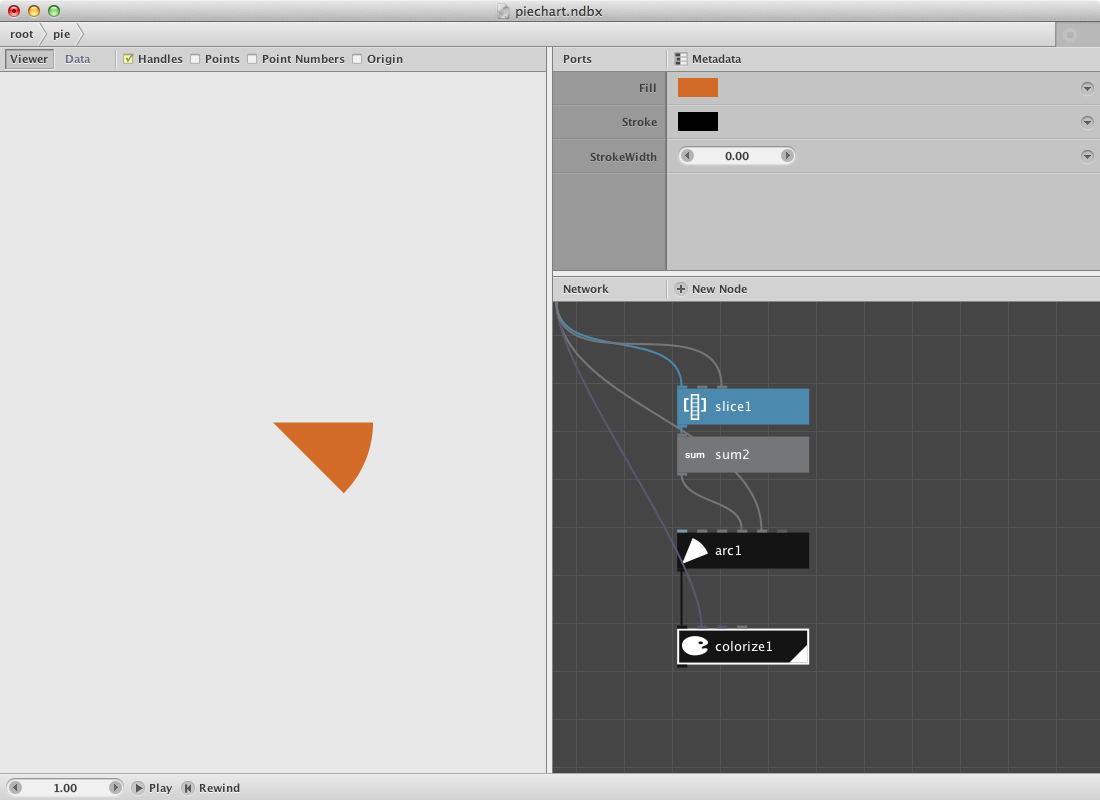 piechart.ndbx
root pie
Viewer Data Handles Points Point Numbers Origin
Ports Metadata
Fill
Stroke
StrokeWidth 0.00
Network New Node
slice1
sum sum2
arc1
colorize1
1.00 Play Rewind